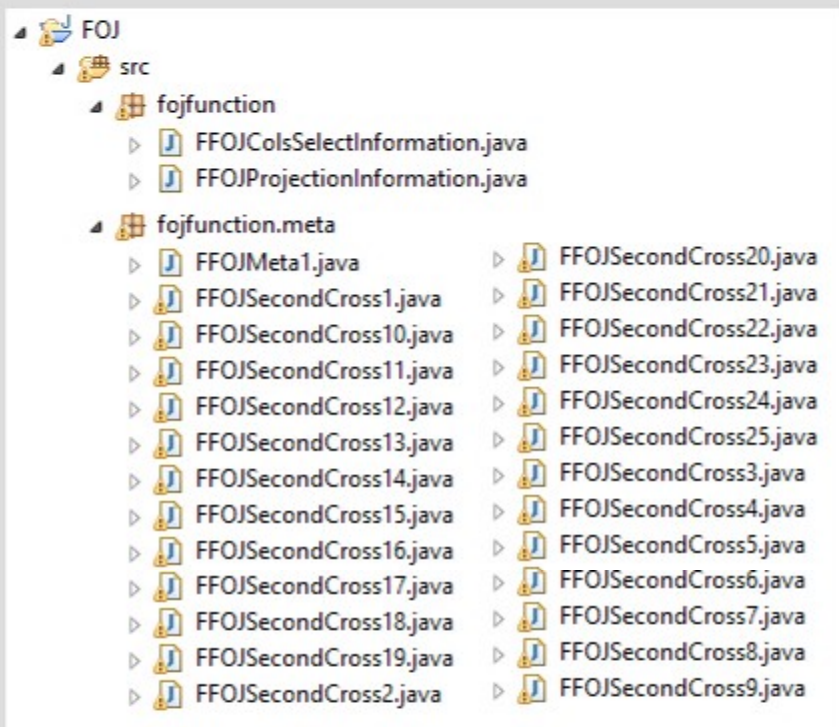 FOJ
src
fojfunction
FFOJColsSelectInformation.java
FFOJProjectionInformation.java
fojfunction.meta
FFOJMeta1.java
FFOJSecondCross1.java
FFOJSecondCross10.java
FFOJSecondCross11.java
FFOJSecondCross12.java
FFOJSecondCross13.java
FFOJSecondCross14.java
FFOJSecondCross15.java
FFOJSecondCross16.java
FFOJSecondCross17.java
FFOJSecondCross18.java
FFOJSecondCross19.java
FFOJSecondCross2.java
FFOJSecondCross20.java
FFOJSecondCross21.java
FFOJSecondCross22.java
FFOJSecondCross23.java
FFOJSecondCross24.java
FFOJSecondCross25.java
FFOJSecondCross3.java
FFOJSecondCross4.java
FFOJSecondCross5.java
FFOJSecondCross6.java
FFOJSecondCross7.java
FFOJSecondCross8.java
FFOJSecondCross9.java